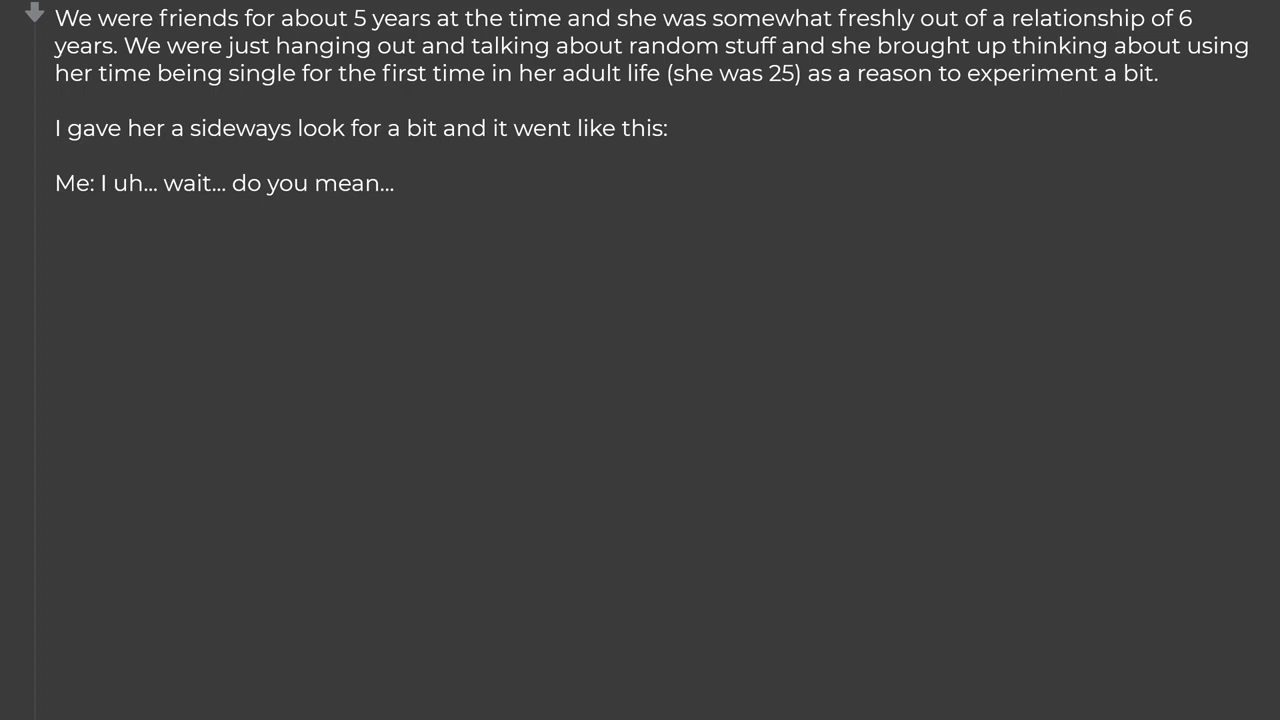 We were friends for about 5 years at the time and she was somewhat freshly out of a relationship of 6
years. We were just hanging out and talking about random stuff and she brought up thinking about using
her time being single for the first time in her adult life (she was 25) as a reason to experiment a bit.
I gave her a sideways look for a bit and it went like this:
Me: I uh... wait... do you mean...